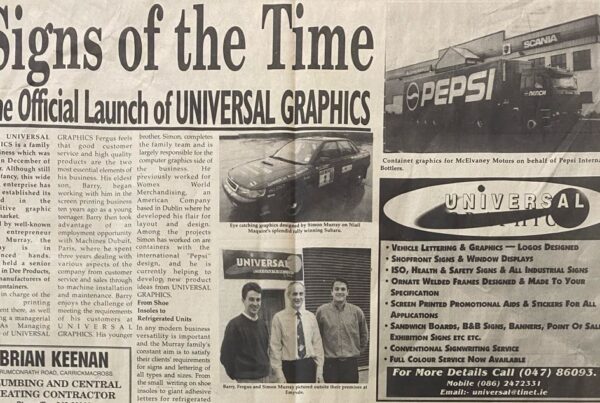 Signs of the Time
he Official Launch of UNIVERSAL GRAPHICS
UNIVERSAL
ICS is a family
iness which was
in December of
Although still
fancy, this wide
enterprise has
established its
d in the
itive graphic
market.
d by well-known
entrepreneur
Murray, the
y is in
nced hands.
held a senior
in Dee Products,
manufacturers of
ontainers.
in charge of the
printing
ent there, as well
ng a managerial
As Managing
of UNIVERSAL
GRAPHICS Fergus feels
that good customer
service and high quality
products are the two
most essential elements of
his business. His eldest
son, Barry, began
working with him in the
screen printing business
ten years ago as a young
teenager. Barry then took
advantage of an
employment opportunity
with Machines Dubuit,
Paris, where he spent
three years dealing with
various aspects of the
company from customer
service and sales through
to machine installation
and maintenance. Barry
enjoys the challenge of
meeting the requirements
of his customers at
UNIVERSAL
GRAPHICS. His younger
brother, Simon, completes
the family team and is
largely responsible for the
computer graphics side of
the business. He
previously worked for
Womes World
Merchandising, an
American Company
based in Dublin where
he developed his flair for
layout and design.
Among the projects
Simon has worked on are
containers with the
international "Pepsi"
design, and he is
currently helping to
develop new product
ideas from UNIVERSAL
GRAPHICS.
From Shoe
Insoles to
Refrigerated Units
In any modern business
versatility is important
and the Murray family's
constant aim is to satisfy
their clients' requirements
for signs and lettering of
all types and sizes. From
the small writing on shoe
insoles to giant adhesive
letters for refrigerated
BRIAN KEENAN
DRUMCONRATH ROAD, CARRICKMACROSS
UMBING AND CENTRAL
EATING CONTRACTOR
Eye catching graphics designed by Simon Murray on Niall
Maguire's splendid rally winning Subaru.
UNIVERSAL
Barry, Fergus and Simon Murray pictured outside their premises at
Emyvale.
SCANIA
PEPSI
Container graphics for McElvaney Motors on behalf of Pepsi Interna
Bottlers.
UNIVERSAL
• Vehicle Lettering & Graphics — Logos Designed
• Shopfront Signs & Window Displays
• ISO, Health & Safety Signs & All Industrial Signs
• Ornate Welded Frames Designed & Made To Your
Specification
• Screen Printed Promotional Aids & Stickers For All
Applications
• Sandwich Boards, B&B Signs, Banners, Point Of Sal
Exhibition Signs etc etc.
• Conventional Signwriting Service
• Full Colour Service Now Available
For More Details Call (047) 86093.
Mobile (086) 2472331
Email:- universal@tinet.ie